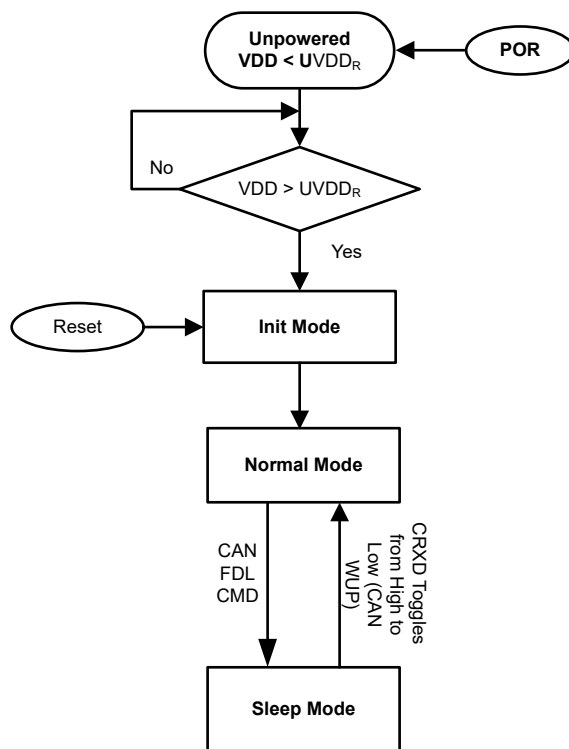 Unpowered
VDD < UVDDR
POR
No
VDD > UVDDR
Yes
Reset
Init Mode
Normal Mode
CAN
FDL
CMD
CRXD Toggles
from High to
Low (CAN
WUP)
Sleep Mode